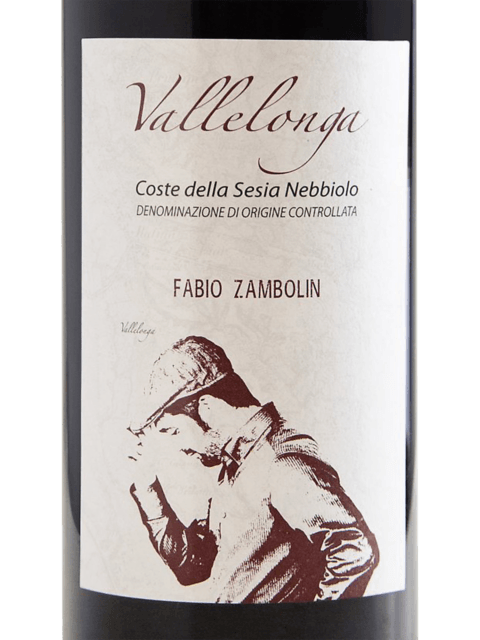 Vallelonga
Coste della Sesia Nebbiolo
DENOMINAZIONE DI ORIGINE CONTROLLATA
FABIO ZAMBOLIN
Vallelonga